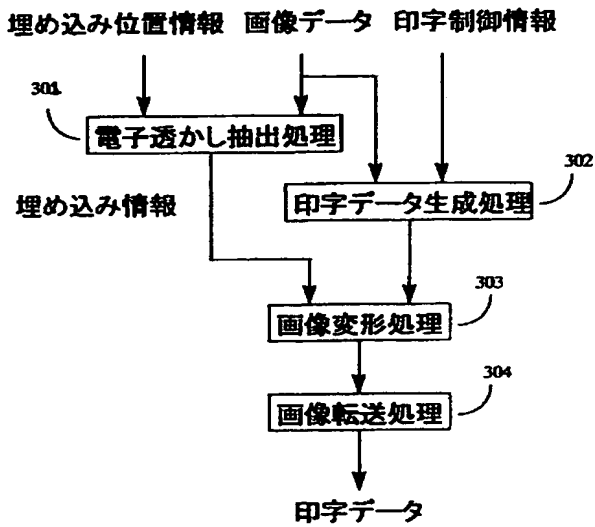 埋め込み位置情報 画像データ 印字制御情報
301
電子透かし抽出処理
302
埋め込み情報
印字データ生成処理
303
画像変形処理
304
画像転送処理
印字データ